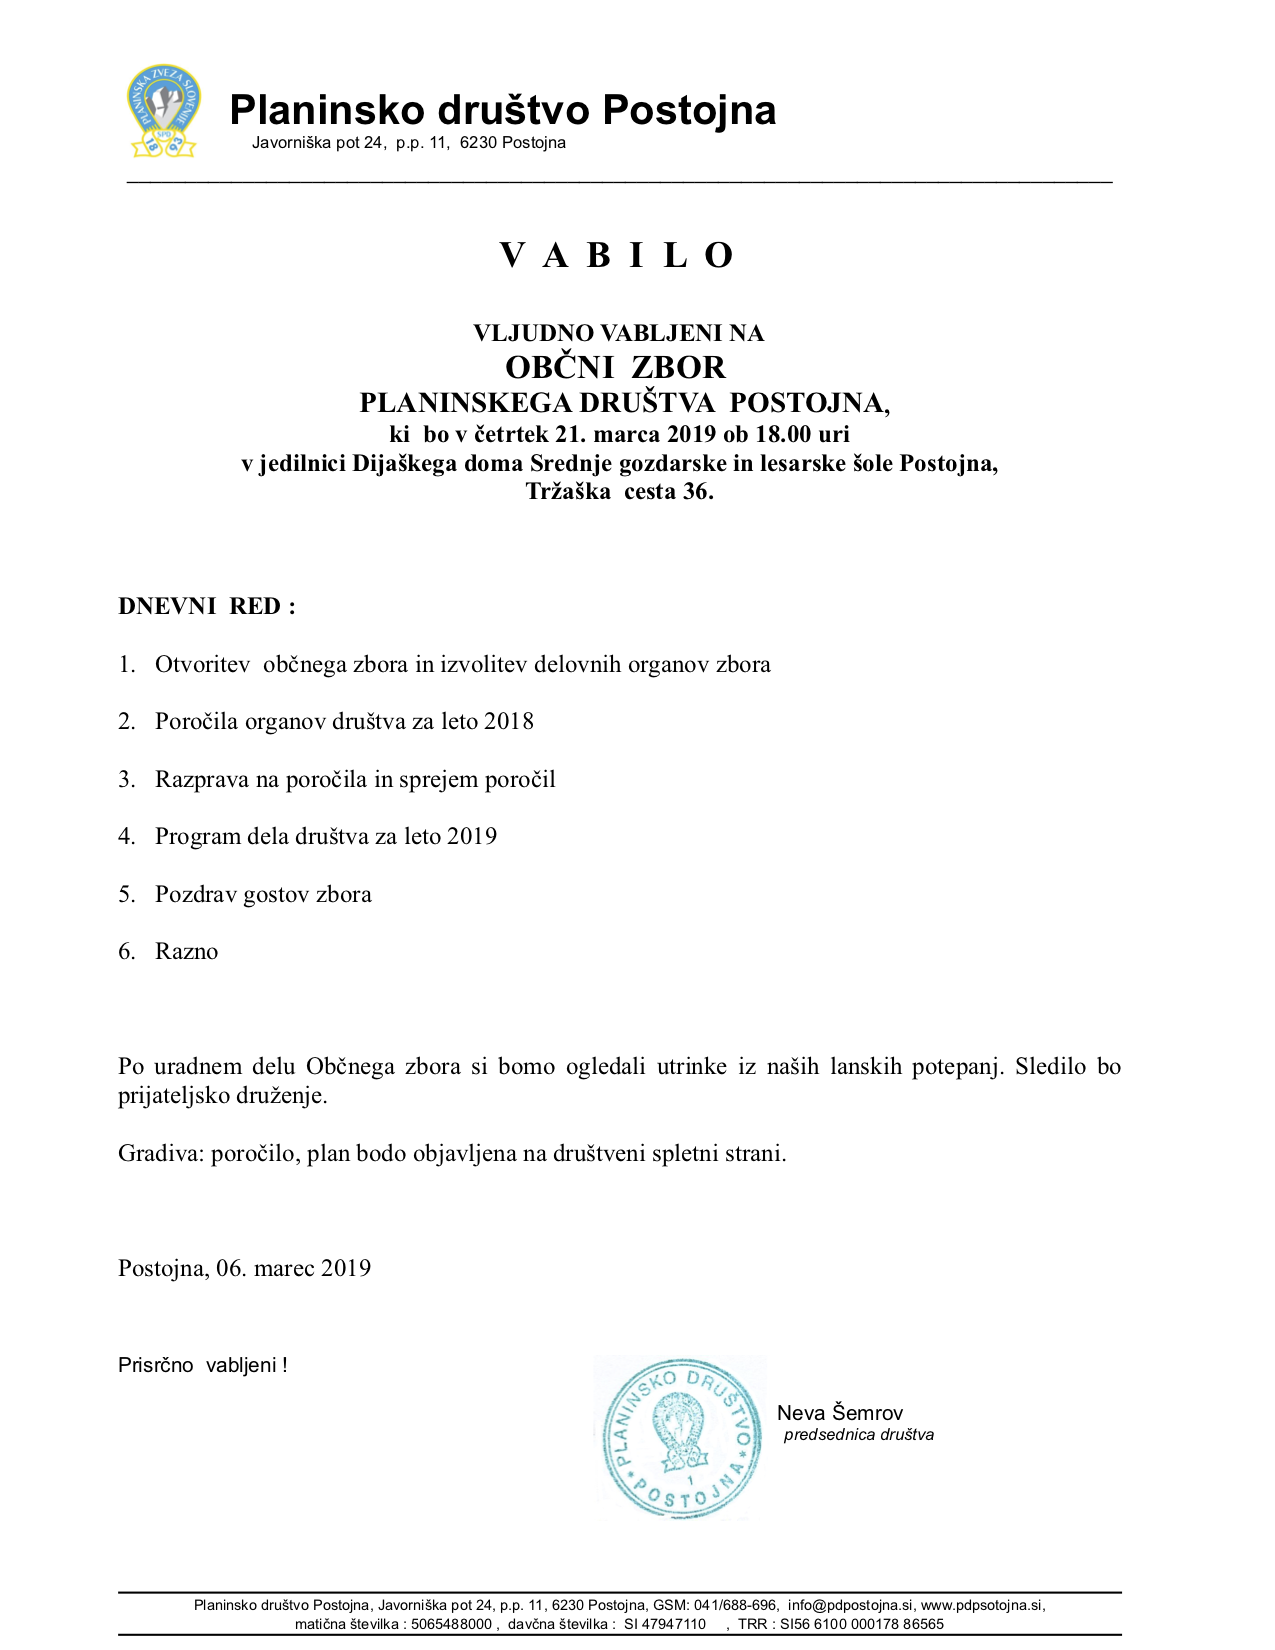 PLANINSKA ZVEZA SLOVENIJE
SPD
1893
Planinsko društvo Postojna
Javorniška pot 24, p.p. 11, 6230 Postojna
V A B I L O
VLJUDNO VABLJENI NA
OBČNI ZBOR
PLANINSKEGA DRUŠTVA POSTOJNA,
ki bo v četrtek 21. marca 2019 ob 18.00 uri
v jedilnici Dijaškega doma Srednje gozdarske in lesarske šole Postojna,
Tržaška cesta 36.
DNEVNI RED :
1. Otvoritev občnega zbora in izvolitev delovnih organov zbora
2. Poročila organov društva za leto 2018
3. Razprava na poročila in sprejem poročil
4. Program dela društva za leto 2019
5. Pozdrav gostov zbora
6. Razno
Po uradnem delu Občnega zbora si bomo ogledali utrinke iz naših lanskih potepanj. Sledilo bo
prijateljsko druženje.
Gradiva: poročilo, plan bodo objavljena na društveni spletni strani.
Postojna, 06. marec 2019
Prisrčno vabljeni !
PLANINSKO DRUŠTVO
1
POSTOJNA
Neva Šemrov
predsednica društva
Planinsko društvo Postojna, Javorniška pot 24, p.p. 11, 6230 Postojna, GSM: 041/688-696, info@pdpostojna.si, www.pdpsotojna.si,
matična številka : 5065488000 , davčna številka : SI 47947110 , TRR : SI56 6100 000178 86565